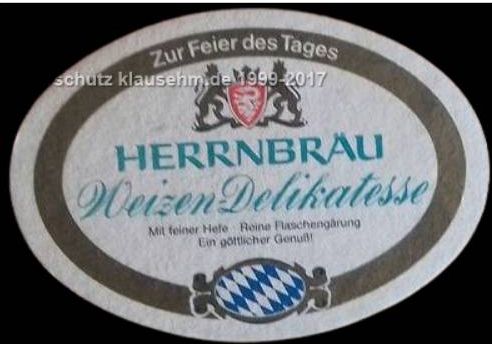 Zur Feier des Tages
schutz klausehm.de 1999-2017
HERRNBRÄU
Weizen-Delikatesse
Mit feiner Hefe Reine Flaschengärung
Ein göttlicher Genuß!